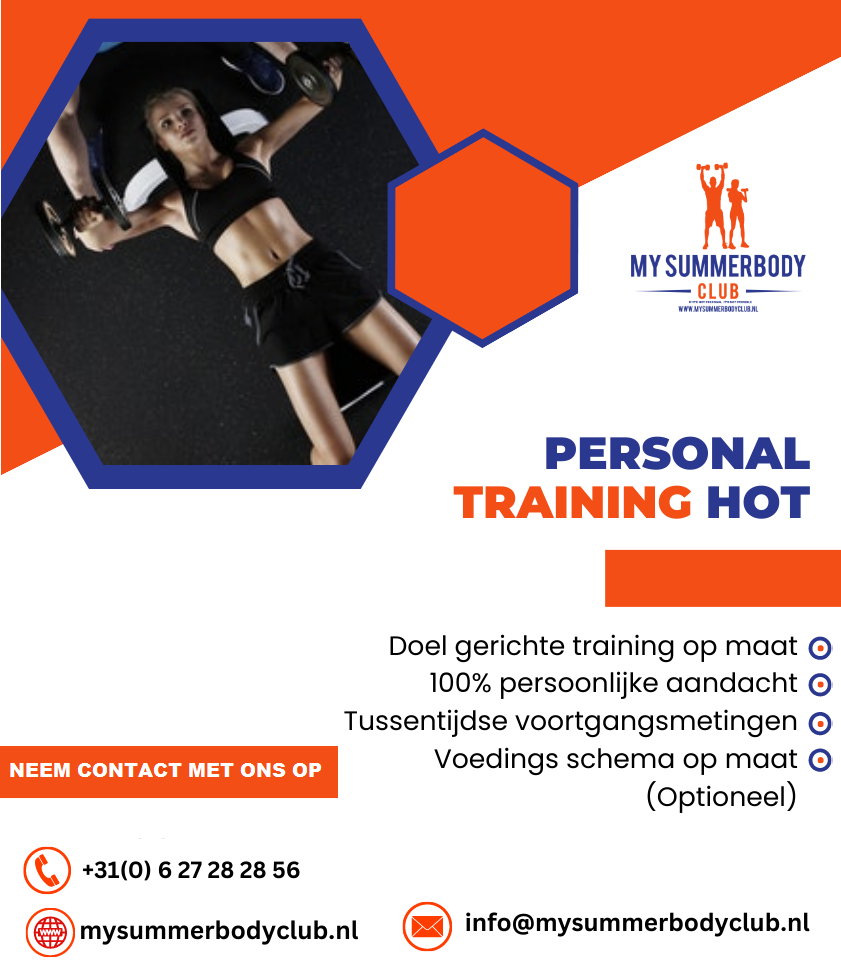 MY SUMMERBODY
CLUB
WWW.MYSUMMERBODYCLUB.NL
PERSONAL
TRAINING HOT
Doel gerichte training op maat
100% persoonlijke aandacht
Tussentijdse voortgangsmetingen
Voedings schema op maat
(Optioneel)
NEEM CONTACT MET ONS OP
+31(0) 6 27 28 28 56
mysummerbodyclub.nl
info@mysummerbodyclub.nl